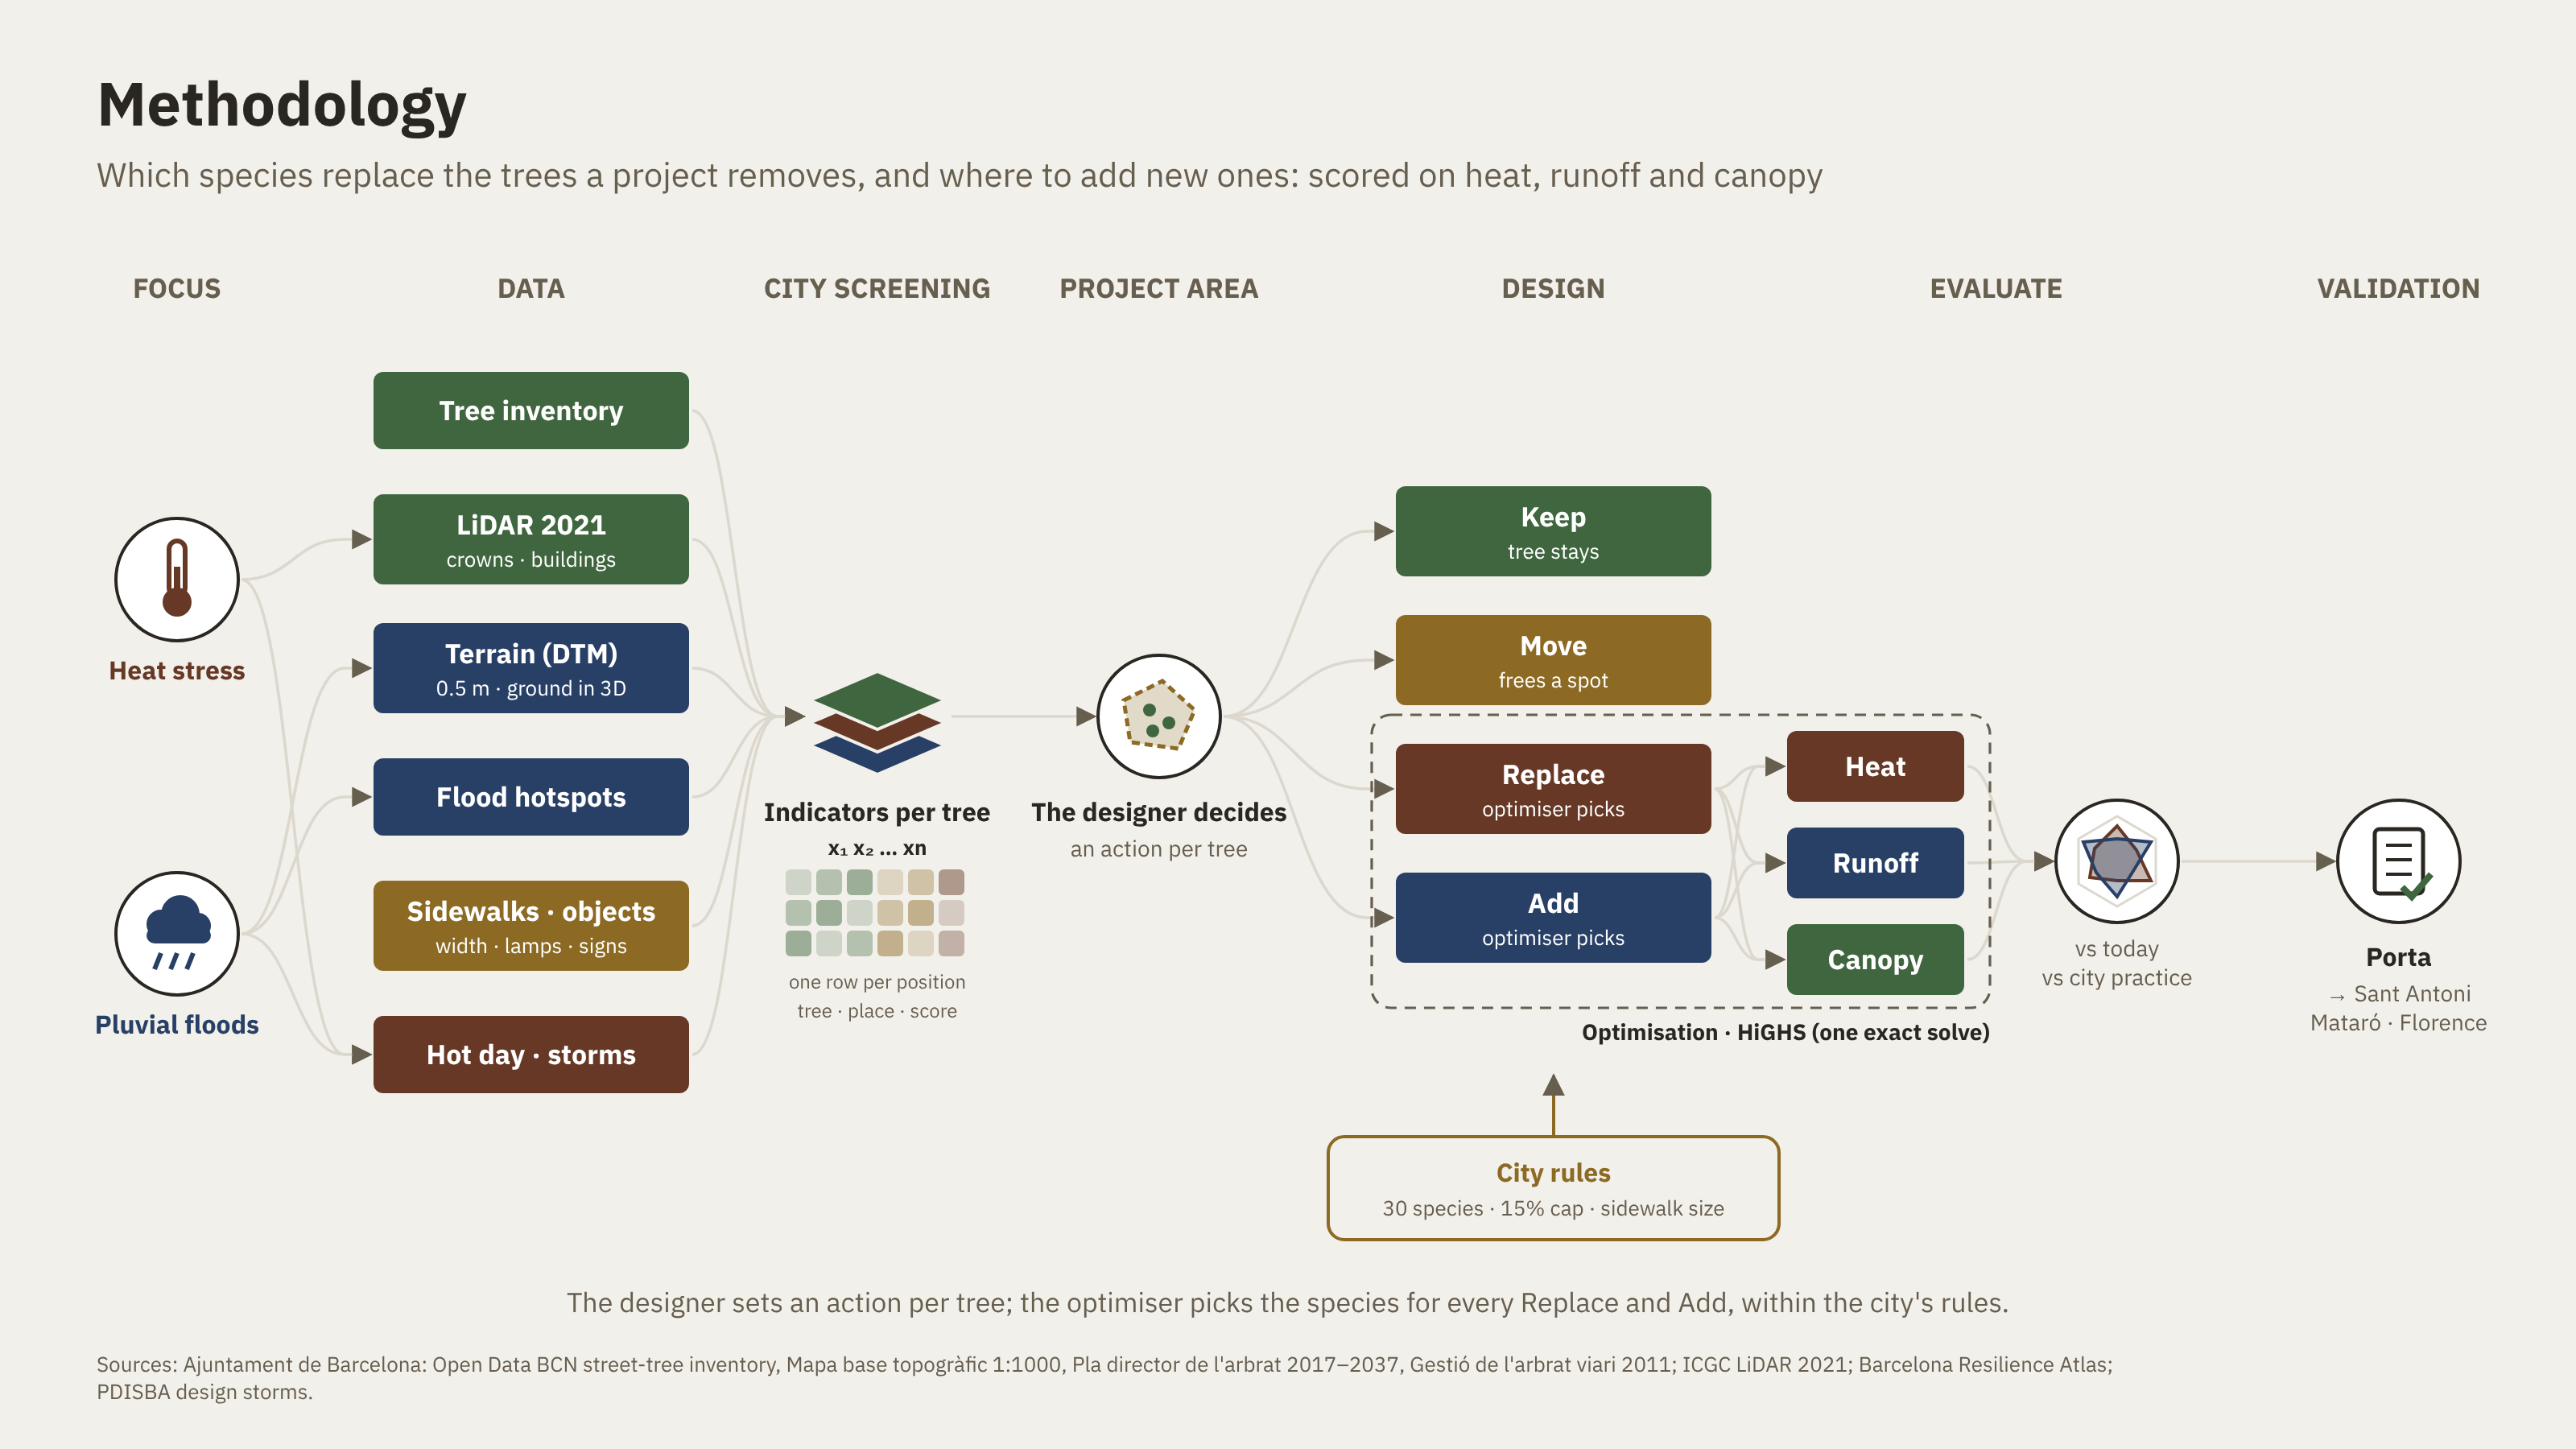 Methodology
Which species replace the trees a project removes, and where to add new ones: scored on heat, runoff and canopy
FOCUS
DATA
CITY SCREENING
PROJECT AREA
DESIGN
EVALUATE
VALIDATION
Heat stress
Pluvial floods
Tree inventory
LiDAR 2021
crowns · buildings
Terrain (DTM)
0.5 m · ground in 3D
Flood hotspots
Sidewalks · objects
width · lamps · signs
Hot day · storms
Indicators per tree
x₁ x₂ … xn
one row per position
tree · place · score
The designer decides
an action per tree
Keep
tree stays
Move
frees a spot
Replace
optimiser picks
Add
optimiser picks
Heat
Runoff
Canopy
Optimisation · HiGHS (one exact solve)
City rules
30 species · 15% cap · sidewalk size
vs today
vs city practice
Porta
→ Sant Antoni
Mataró · Florence
The designer sets an action per tree; the optimiser picks the species for every Replace and Add, within the city's rules.
Sources: Ajuntament de Barcelona: Open Data BCN street-tree inventory, Mapa base topogràfic 1:1000, Pla director de l'arbrat 2017–2037, Gestió de l'arbrat viari 2011; ICGC LiDAR 2021; Barcelona Resilience Atlas;
PDISBA design storms.